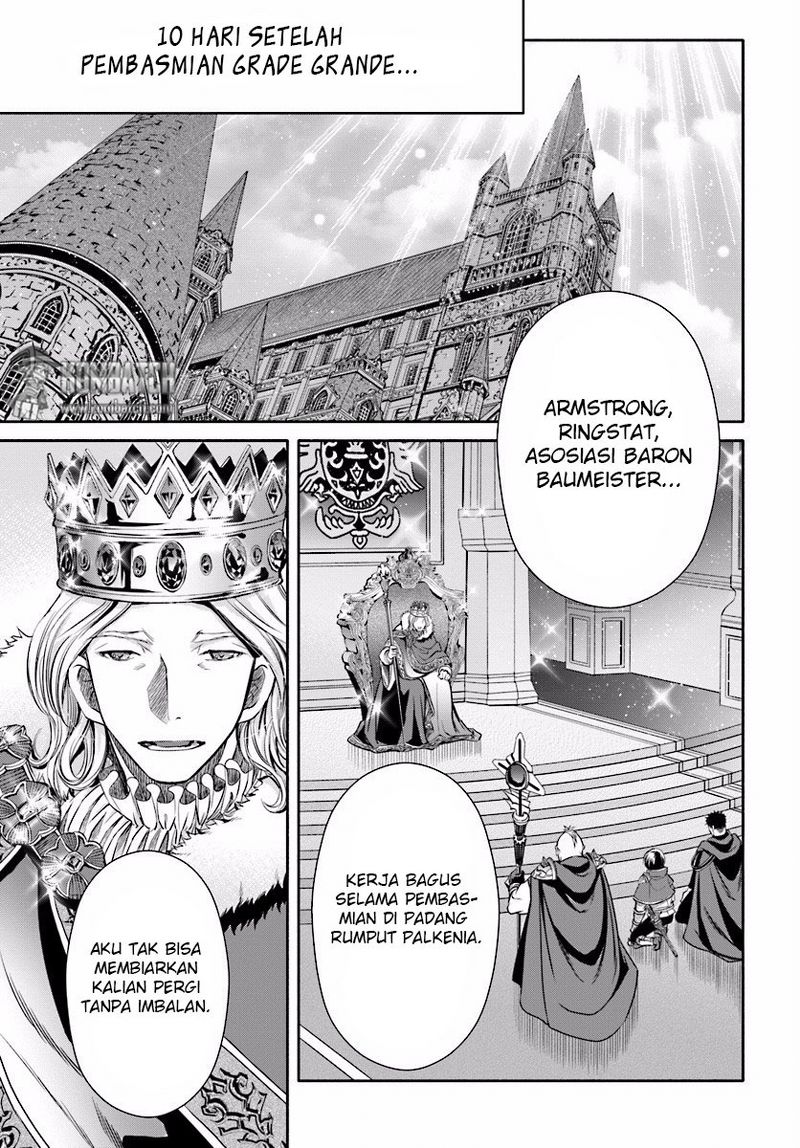 10 HARI SETELAH
PEMBASMIAN GRADE GRANDE...
ARMSTRONG,
RINGSTAT,
ASOSIASI BARON
BAUMEISTER...
KERJA BAGUS
SELAMA PEMBAS-
MIAN DI PADANG
RUMPUT PALKENIA.
AKU TAK BISA
MEMBIARKAN
KALIAN PERGI
TANPA IMBALAN.